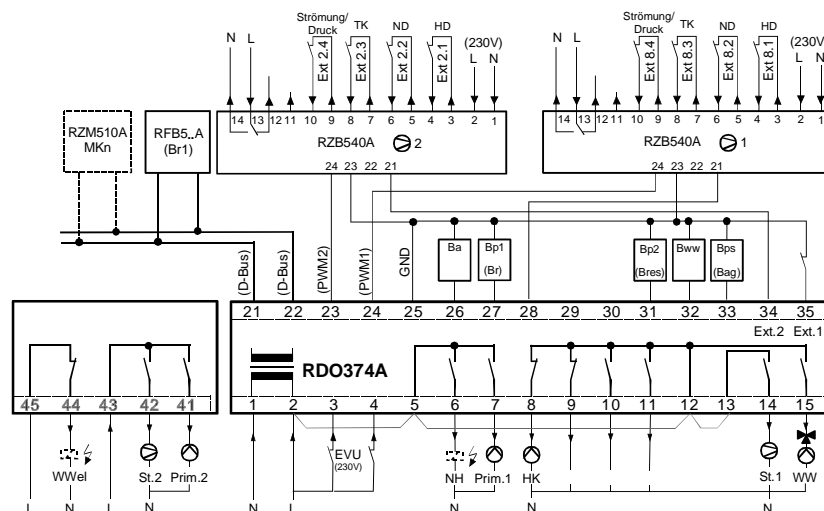 Strömung/ Strömung/
N L Druck TK ND HD (230V) N L Druck TK ND HD (230V)
Ext 2.4 Ext 2.3 Ext 2.2 Ext 2.1 L N Ext 8.4 Ext 8.3 Ext 8.2 Ext 8.1 L N
14 13 12 11 10 9 8 7 6 5 4 3 2 1 14 13 12 11 10 9 8 7 6 5 4 3 2 1
RZM510A RFB5..A RZB540A 2 RZB540A 1
MKn (Br1)
24 23 22 21 24 23 22 21
(D-Bus) (D-Bus) (PWM2) (PWM1) GND Ba Bp1 Bp2 Bww Bps
(Br) (Bres) (Bag)
21 22 23 24 25 26 27 28 29 30 31 32 33 34 35
Ext.2 Ext.1
RDO374A
45 44 43 42 41 1 2 3 4 5 6 7 8 9 10 11 12 13 14 15
EVU
(230V)
WWel St.2 Prim.2 NH Prim.1 HK St.1 WW
L N L N N L N N N